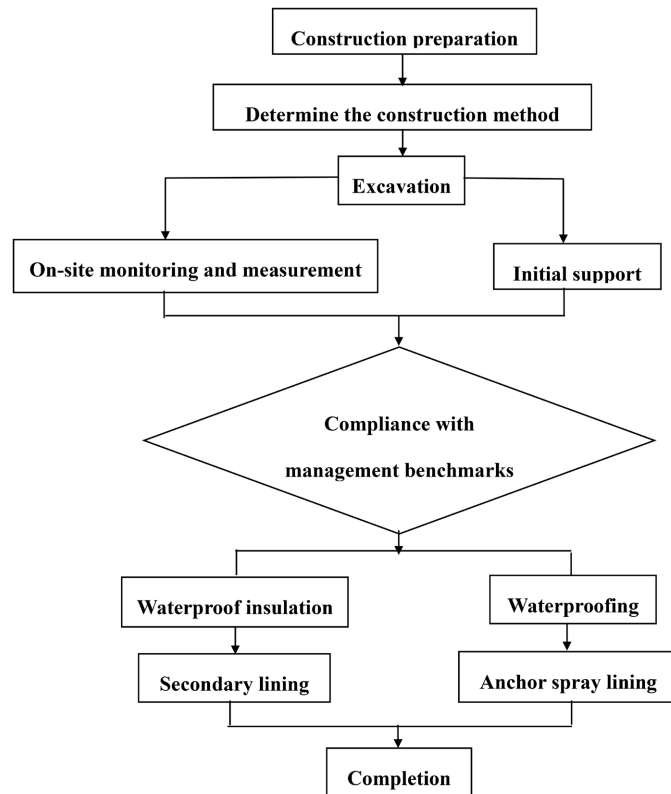 Construction preparation
Determine the construction method
Excavation
On-site monitoring and measurement
Initial support
Compliance with
management benchmarks
Waterproof insulation
Waterproofing
Secondary lining
Anchor spray lining
Completion